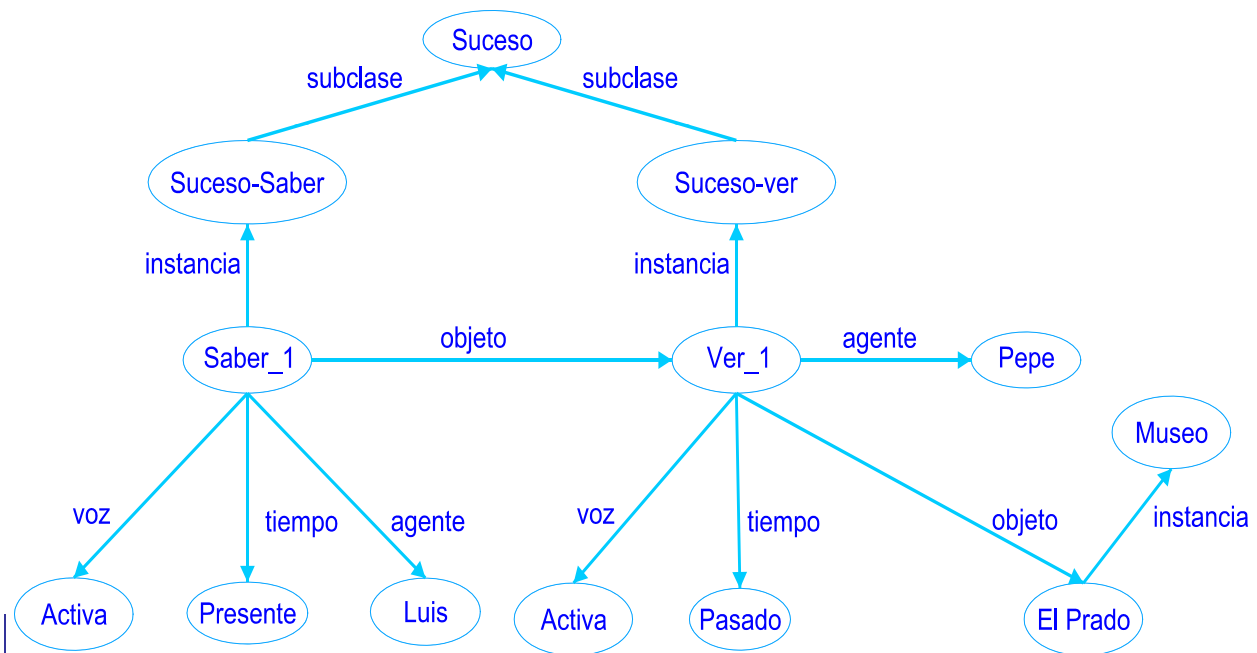 Suceso
subclase
subclase
Suceso-Saber
Suceso-ver
instancia
instancia
Saber_1
objeto
Ver_1
agente
Pepe
Museo
voz
tiempo
agente
voz
tiempo
objeto
instancia
Activa
Presente
Luis
Activa
Pasado
El Prado